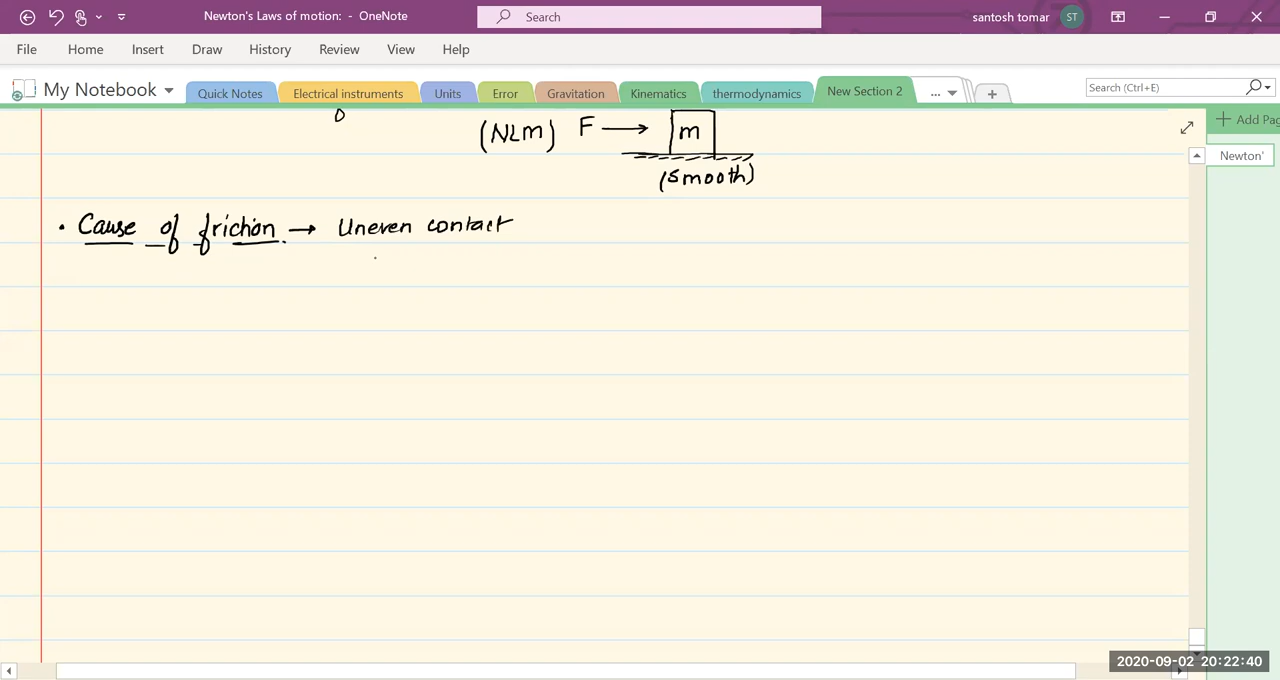 Newton's Laws of motion: - OneNote
Search
santosh tomar
ST
File Home Insert Draw History Review View Help
My Notebook
Quick Notes Electrical instruments Units Error Gravitation Kinematics thermodynamics New Section 2 ...
Search (Ctrl+E)
Add Pag
Newton'
(NLM) F → m
(Smooth)
• Cause of friction. → Uneven contact
2020-09-02 20:22:40